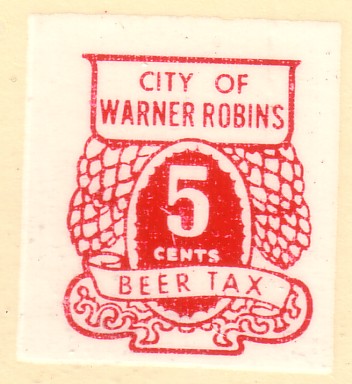 CITY OF
WARNER ROBINS
5
CENTS
BEER TAX